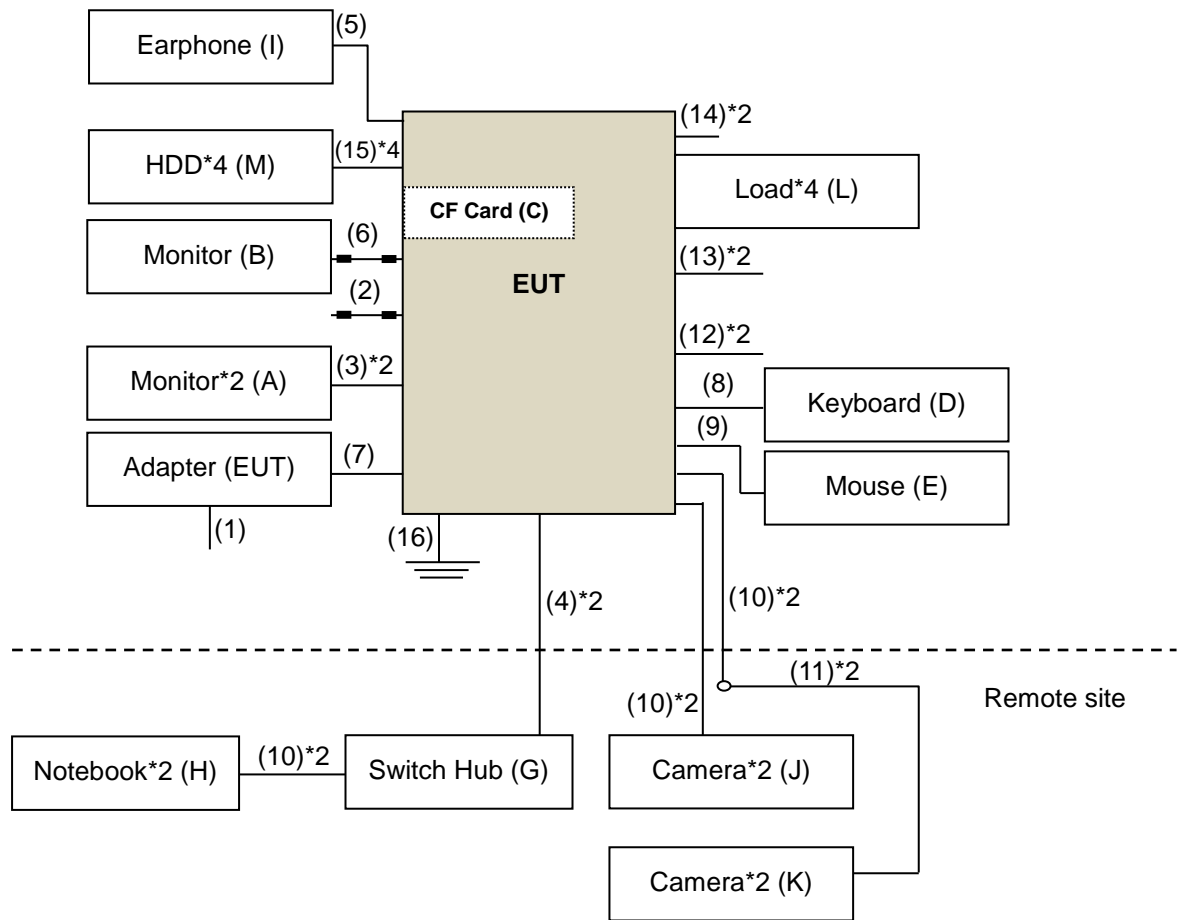 Earphone (I)
(5)
HDD*4 (M)
(15)*4
(14)*2
Load*4 (L)
CF Card (C)
Monitor (B)
(6)
EUT
(13)*2
(2)
(12)*2
Monitor*2 (A)
(3)*2
(8)
Keyboard (D)
(9)
Adapter (EUT)
(7)
Mouse (E)
(1)
(16)
(4)*2
(10)*2
(11)*2
Remote site
(10)*2
Notebook*2 (H)
(10)*2
Switch Hub (G)
Camera*2 (J)
Camera*2 (K)